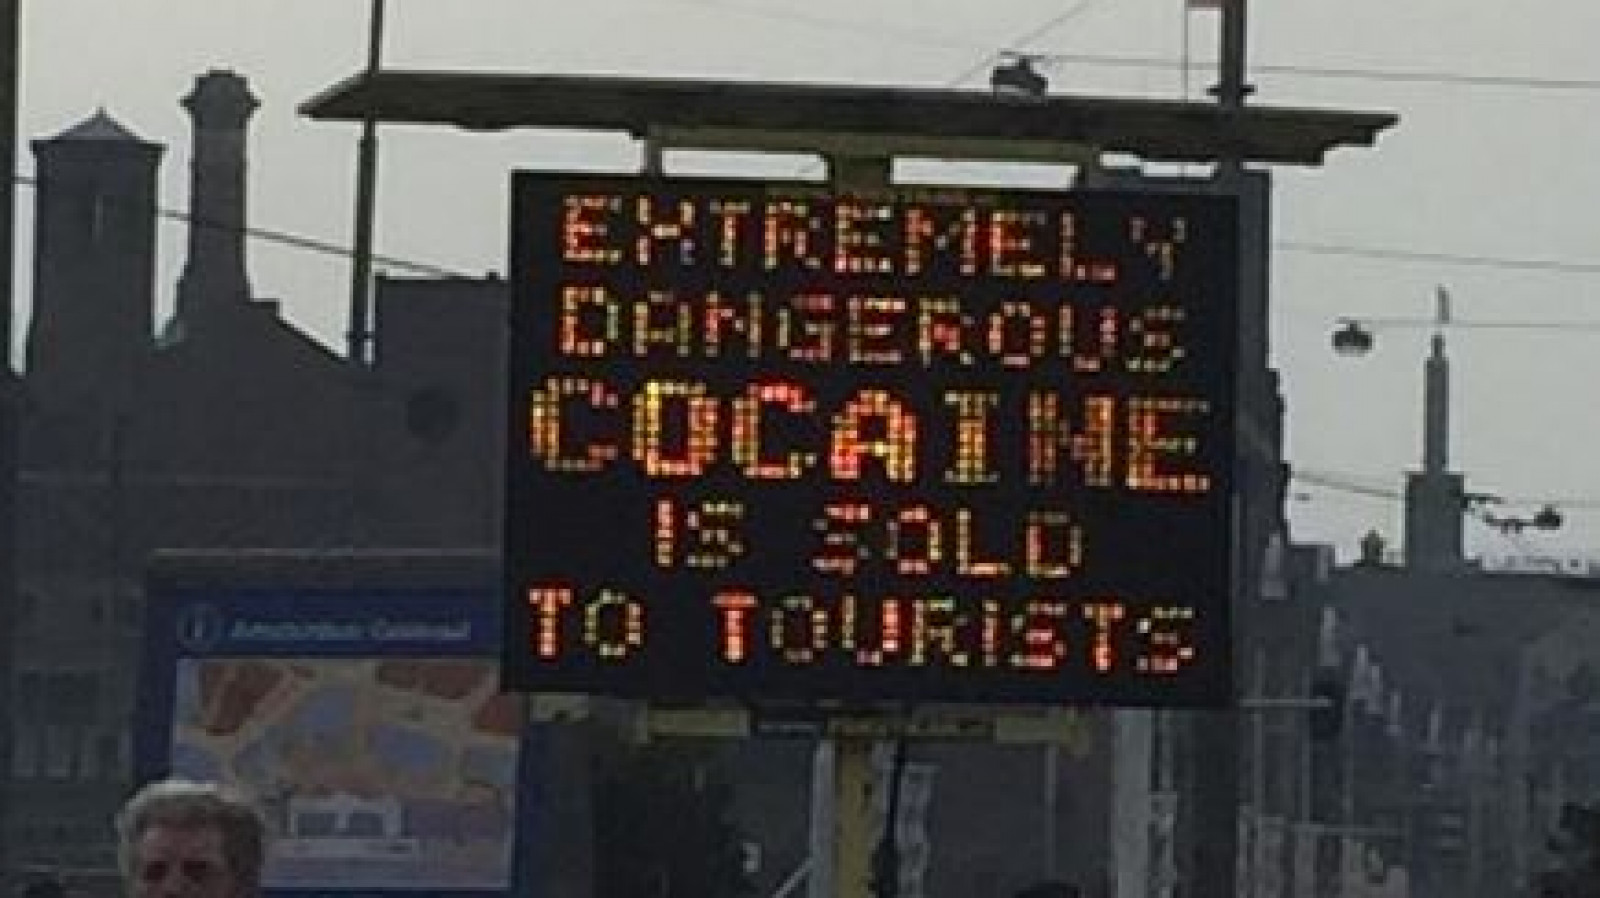 EXTREMELY
DANGEROUS
COCAINE
IS SOLD
TO TOURISTS
i Amsterdam Centraal